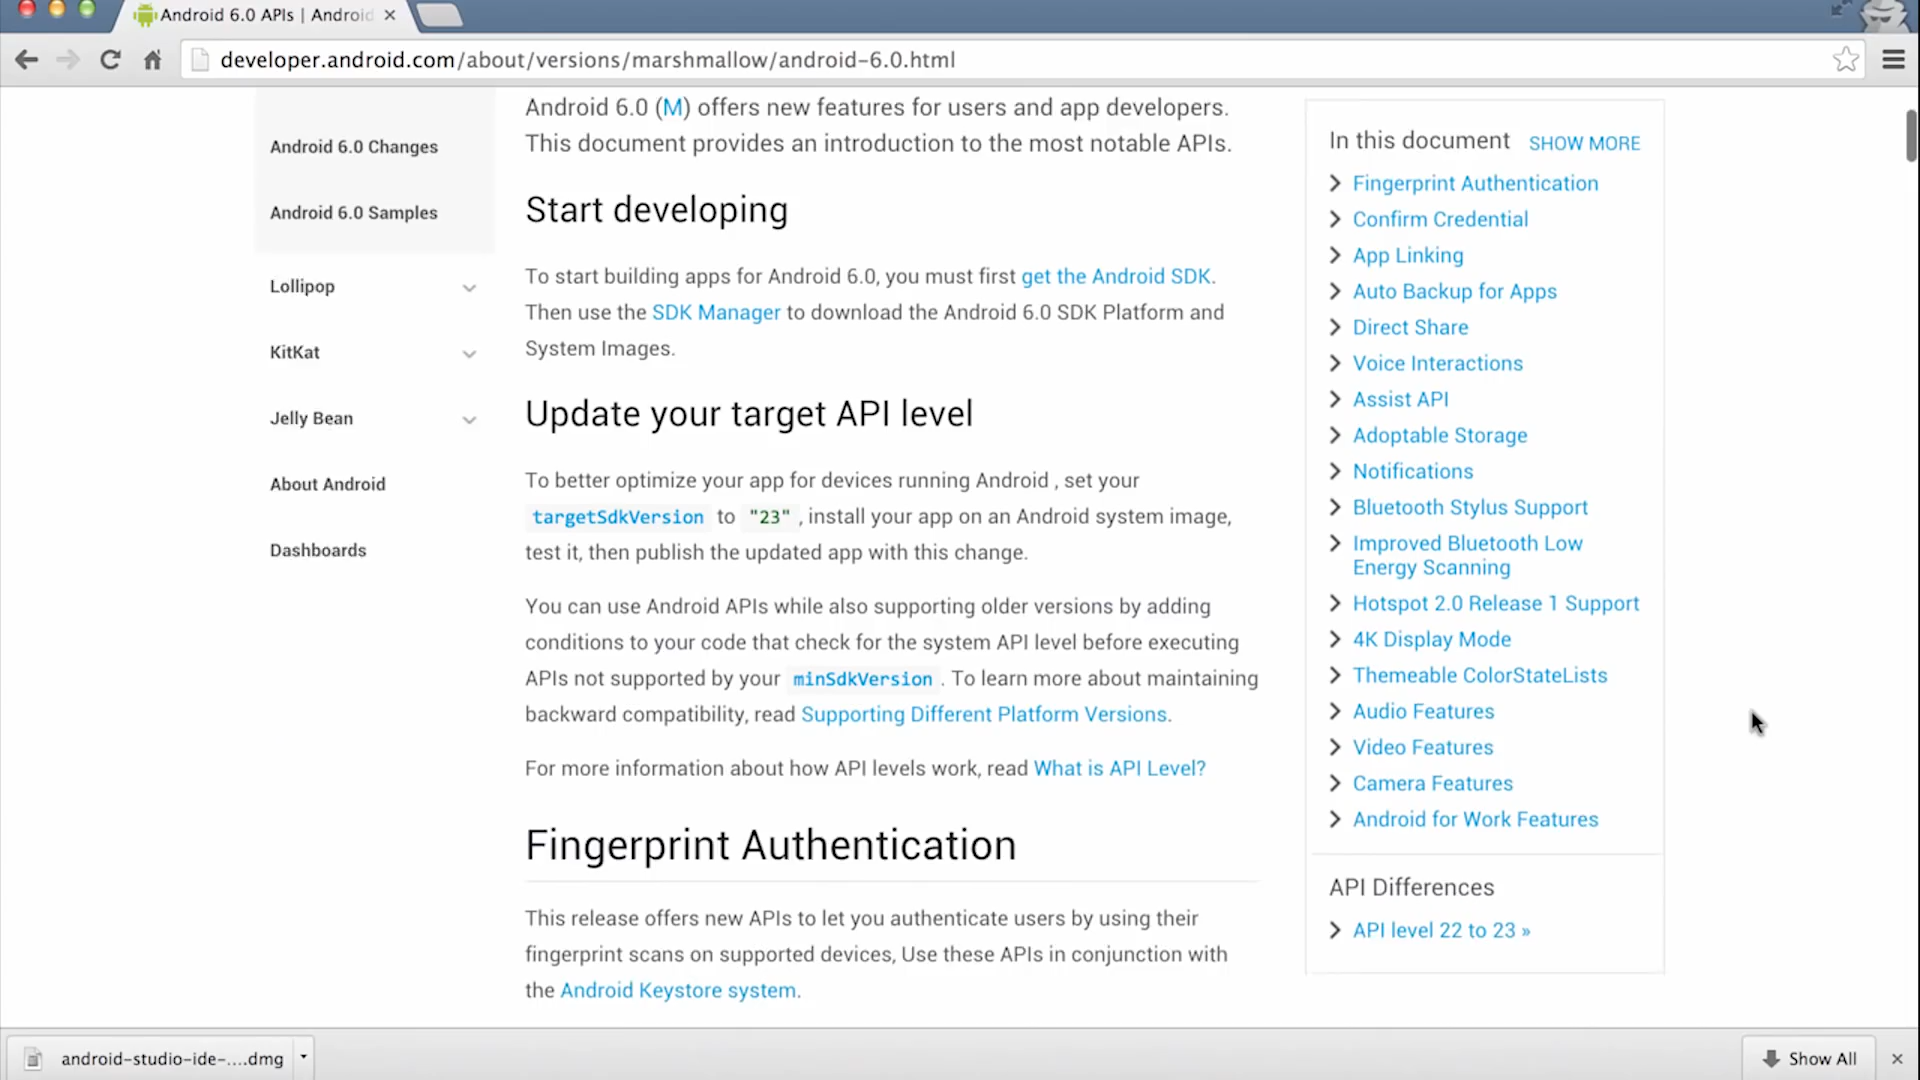 Android 6.0 APIs | Android
developer.android.com/about/versions/marshmallow/android-6.0.html
Android 6.0 Changes
Android 6.0 Samples
Lollipop
KitKat
Jelly Bean
About Android
Dashboards
Android 6.0 (M) offers new features for users and app developers.
This document provides an introduction to the most notable APIs.
Start developing
To start building apps for Android 6.0, you must first get the Android SDK.
Then use the SDK Manager to download the Android 6.0 SDK Platform and
System Images.
Update your target API level
To better optimize your app for devices running Android , set your
targetSdkVersion to "23" , install your app on an Android system image,
test it, then publish the updated app with this change.
You can use Android APIs while also supporting older versions by adding
conditions to your code that check for the system API level before executing
APIs not supported by your minSdkVersion . To learn more about maintaining
backward compatibility, read Supporting Different Platform Versions.
For more information about how API levels work, read What is API Level?
Fingerprint Authentication
This release offers new APIs to let you authenticate users by using their
fingerprint scans on supported devices, Use these APIs in conjunction with
the Android Keystore system.
In this document SHOW MORE
Fingerprint Authentication
Confirm Credential
App Linking
Auto Backup for Apps
Direct Share
Voice Interactions
Assist API
Adoptable Storage
Notifications
Bluetooth Stylus Support
Improved Bluetooth Low
Energy Scanning
Hotspot 2.0 Release 1 Support
4K Display Mode
Themeable ColorStateLists
Audio Features
Video Features
Camera Features
Android for Work Features
API Differences
API level 22 to 23 »
android-studio-ide-....dmg
Show All